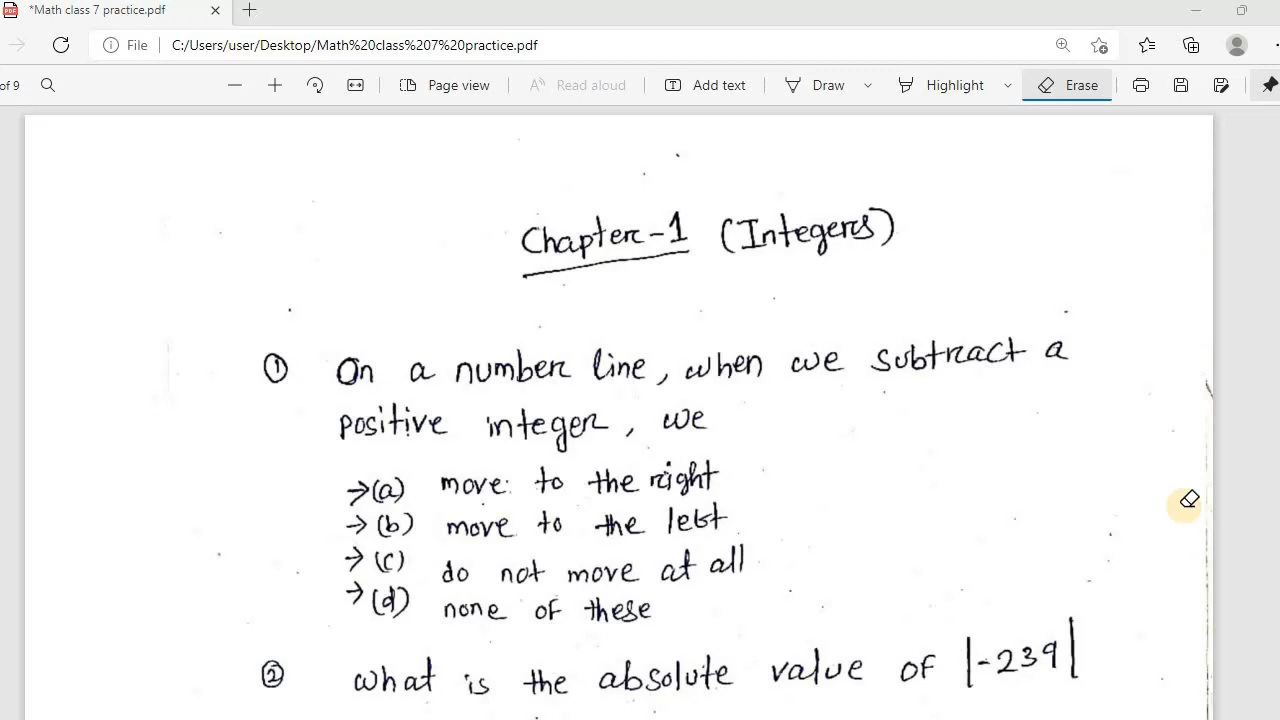 *Math class 7 practice.pdf
File C:/Users/user/Desktop/Math%20class%207%20practice.pdf
of 9 Page view Read aloud Add text Draw Highlight Erase
Chapter-1 (Integers)
① On a number line, when we subtract a
positive integer, we
→(a) move to the right
→(b) move to the left
→(c) do not move at all
→(d) none of these
② what is the absolute value of |-239|